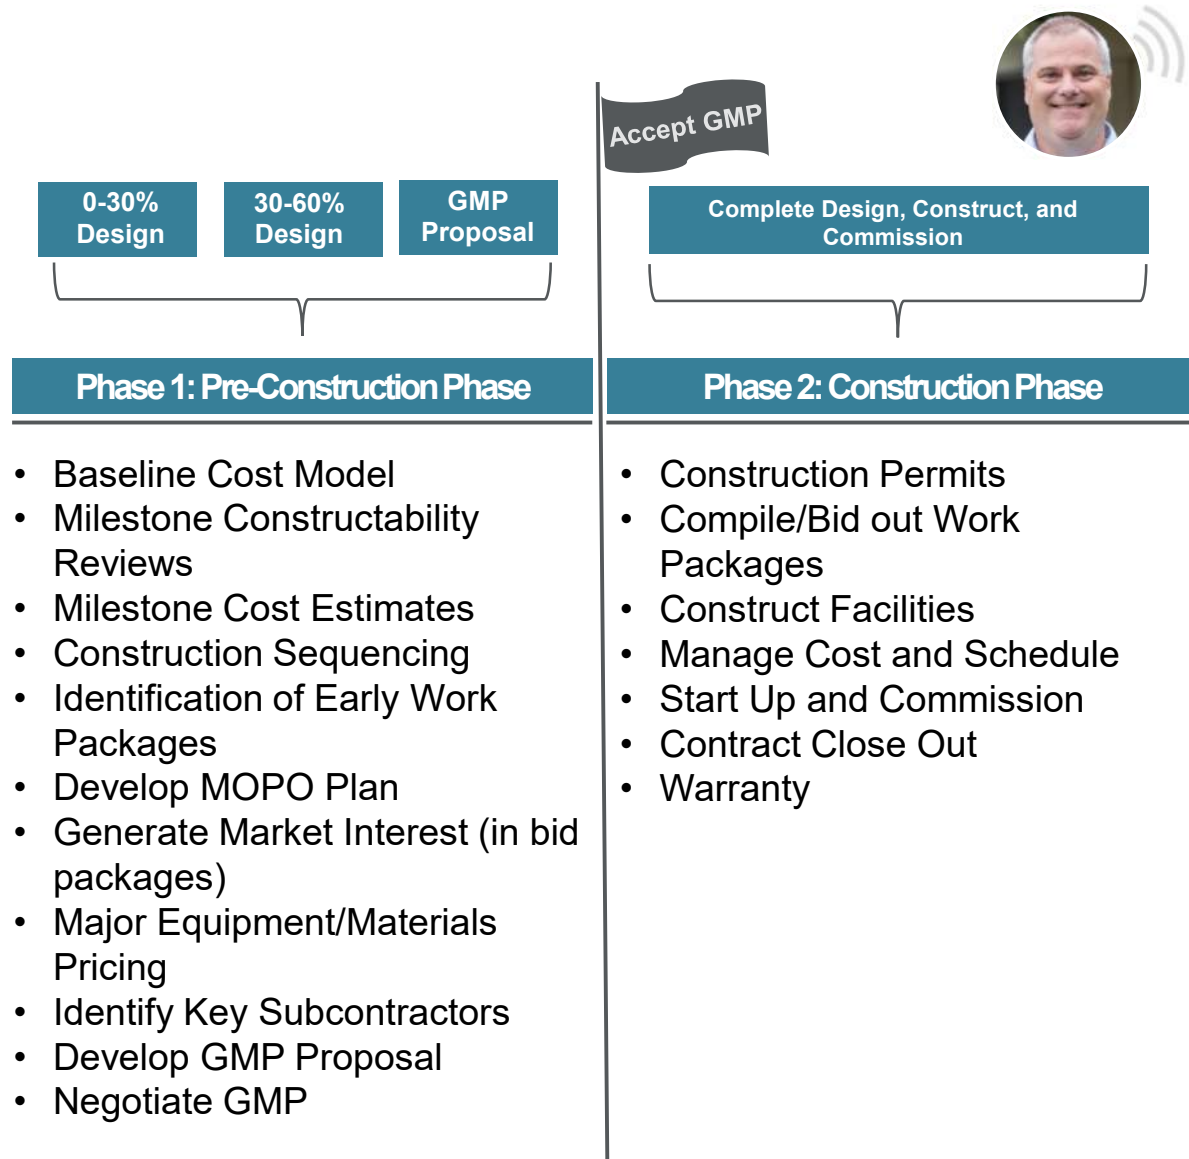 Accept GMP
0-30%
Design
30-60%
Design
GMP
Proposal
Complete Design, Construct, and
Commission
Phase 1: Pre-Construction Phase
• Baseline Cost Model
• Milestone Constructability
Reviews
• Milestone Cost Estimates
• Construction Sequencing
• Identification of Early Work
Packages
• Develop MOPO Plan
• Generate Market Interest (in bid
packages)
• Major Equipment/Materials
Pricing
• Identify Key Subcontractors
• Develop GMP Proposal
• Negotiate GMP
Phase 2: Construction Phase
• Construction Permits
• Compile/Bid out Work
Packages
• Construct Facilities
• Manage Cost and Schedule
• Start Up and Commission
• Contract Close Out
• Warranty